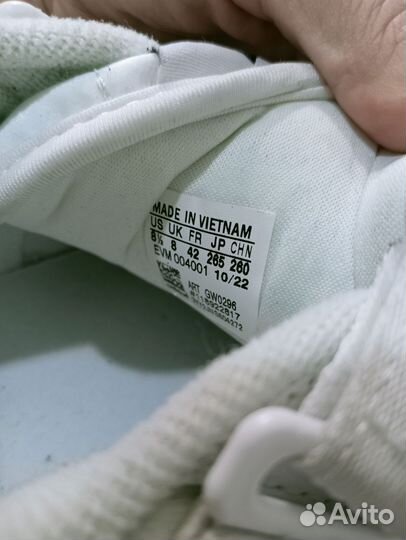 MADE IN VIETNAM
US UK FR JP CHN
8½ 8 42 265 260
EVM 004001 10/22
ART GW0296
Avito